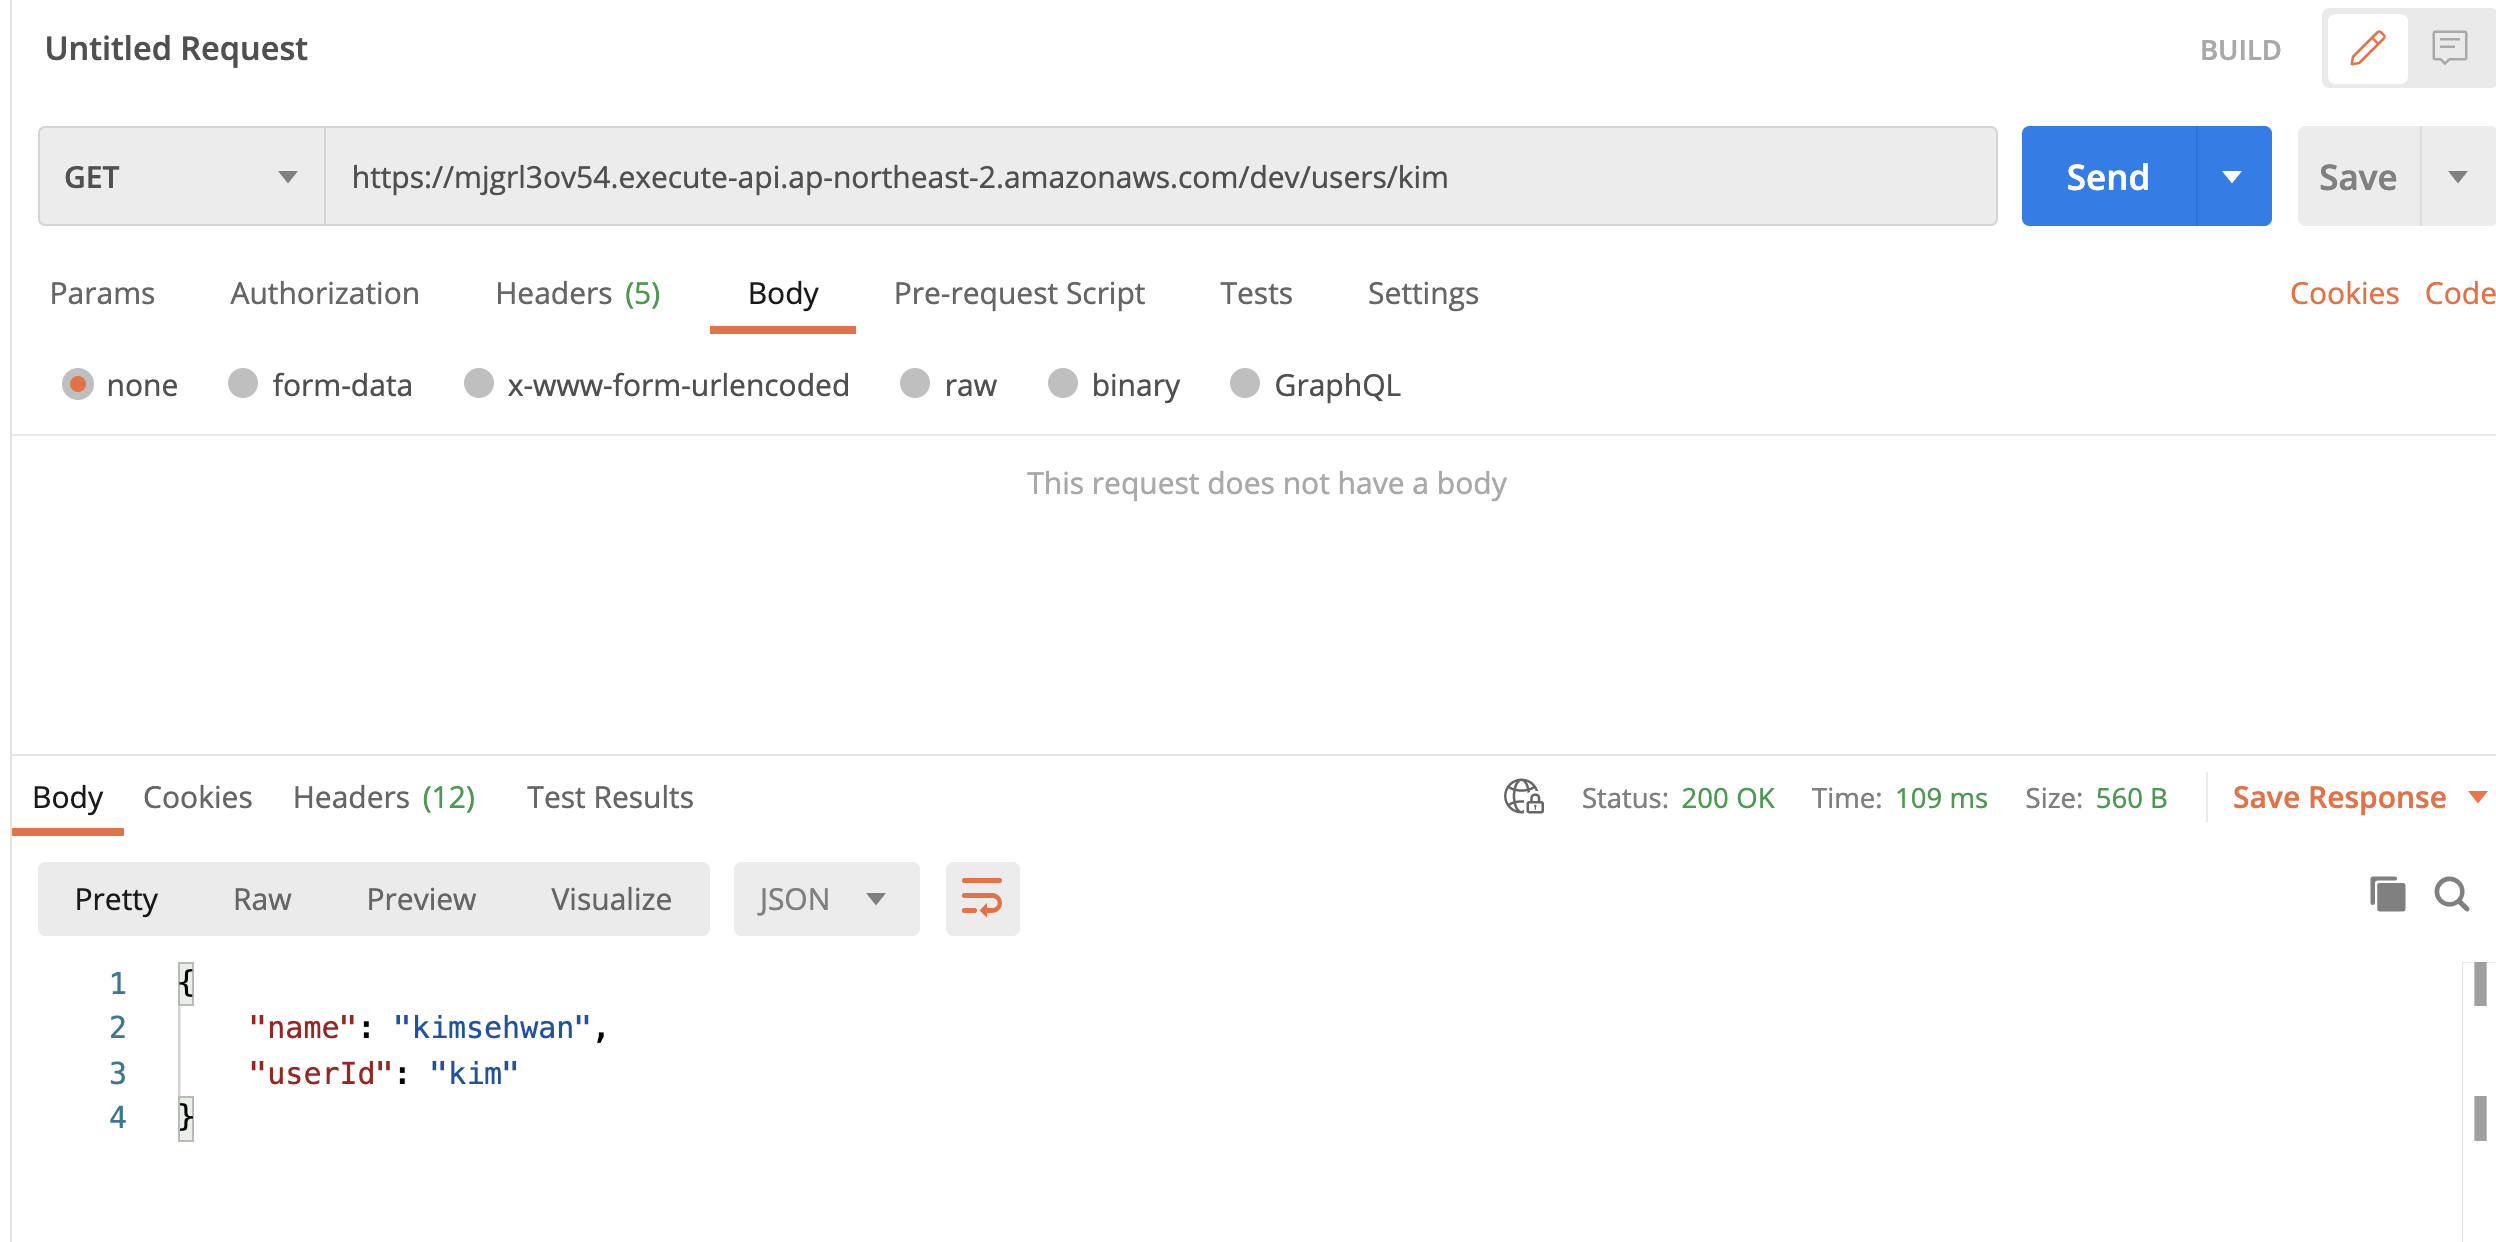 Untitled Request BUILD
GET https://mjgrl3ov54.execute-api.ap-northeast-2.amazonaws.com/dev/users/kim Send Save
Params Authorization Headers (5) Body Pre-request Script Tests Settings Cookies Code
none form-data x-www-form-urlencoded raw binary GraphQL
This request does not have a body
Body Cookies Headers (12) Test Results Status: 200 OK Time: 109 ms Size: 560 B Save Response
Pretty Raw Preview Visualize JSON
1 {
2 "name": "kimsehwan",
3 "userId": "kim"
4 }